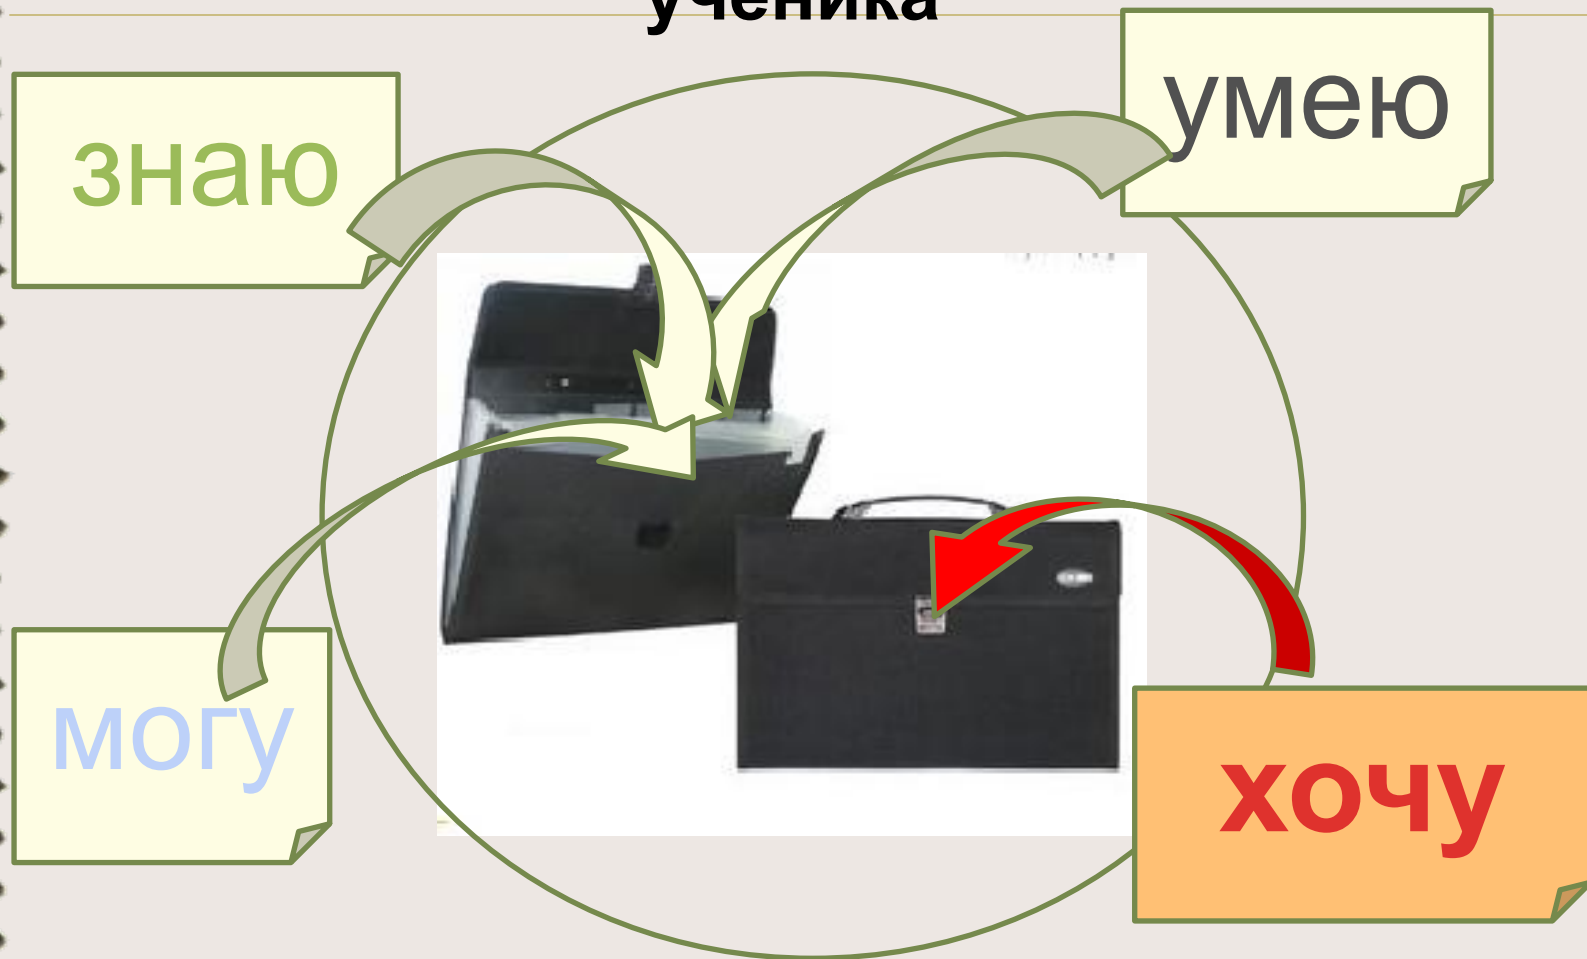 ученика
знаю
умею
могу
хочу